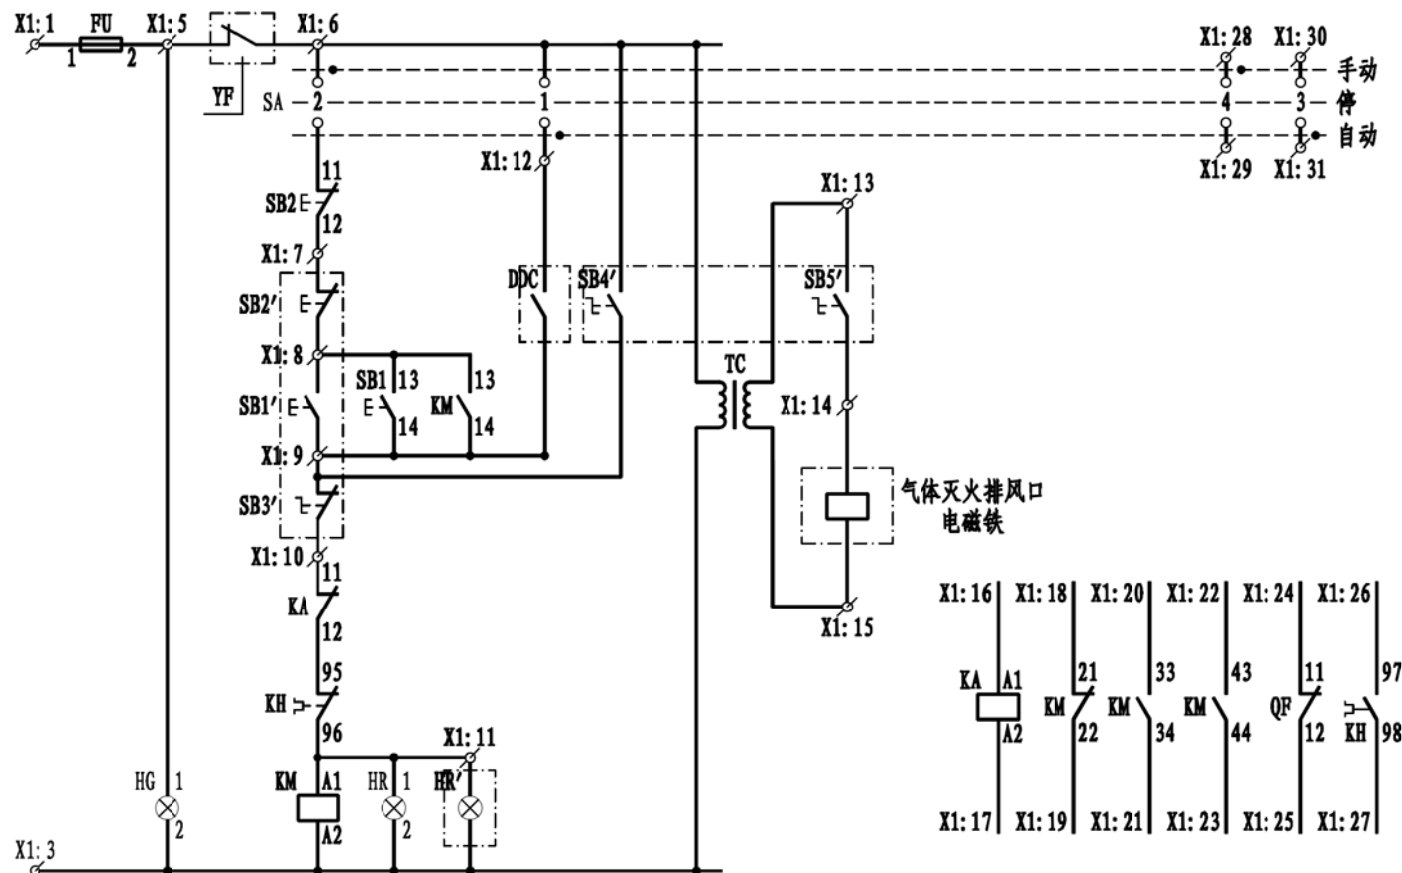 X1:1
FU
X1:5
X1:6
1
2
YF
SA
2
1
X1:28
X1:30
手动
4
3
停
自动
X1:12
X1:29
X1:31
11
SB2
12
X1:13
X1:7
SB2′
DDC
SB4′
SB5′
X1:8
TC
SB1
13
13
SB1′
KM
X1:14
14
14
X1:9
SB3′
气体灭火排风口
电磁铁
X1:10
11
KA
12
X1:15
X1:16
X1:18
X1:20
X1:22
X1:24
X1:26
95
KH
96
KA
A1
A2
KM
21
22
KM
33
34
KM
43
44
QF
11
12
KH
97
98
X1:11
HG
1
2
KM
A1
A2
HR
1
2
HR′
X1:17
X1:19
X1:21
X1:23
X1:25
X1:27
X1:3